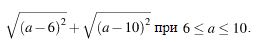 √(a−6)² + √(a−10)² при 6 ≤ a ≤ 10.